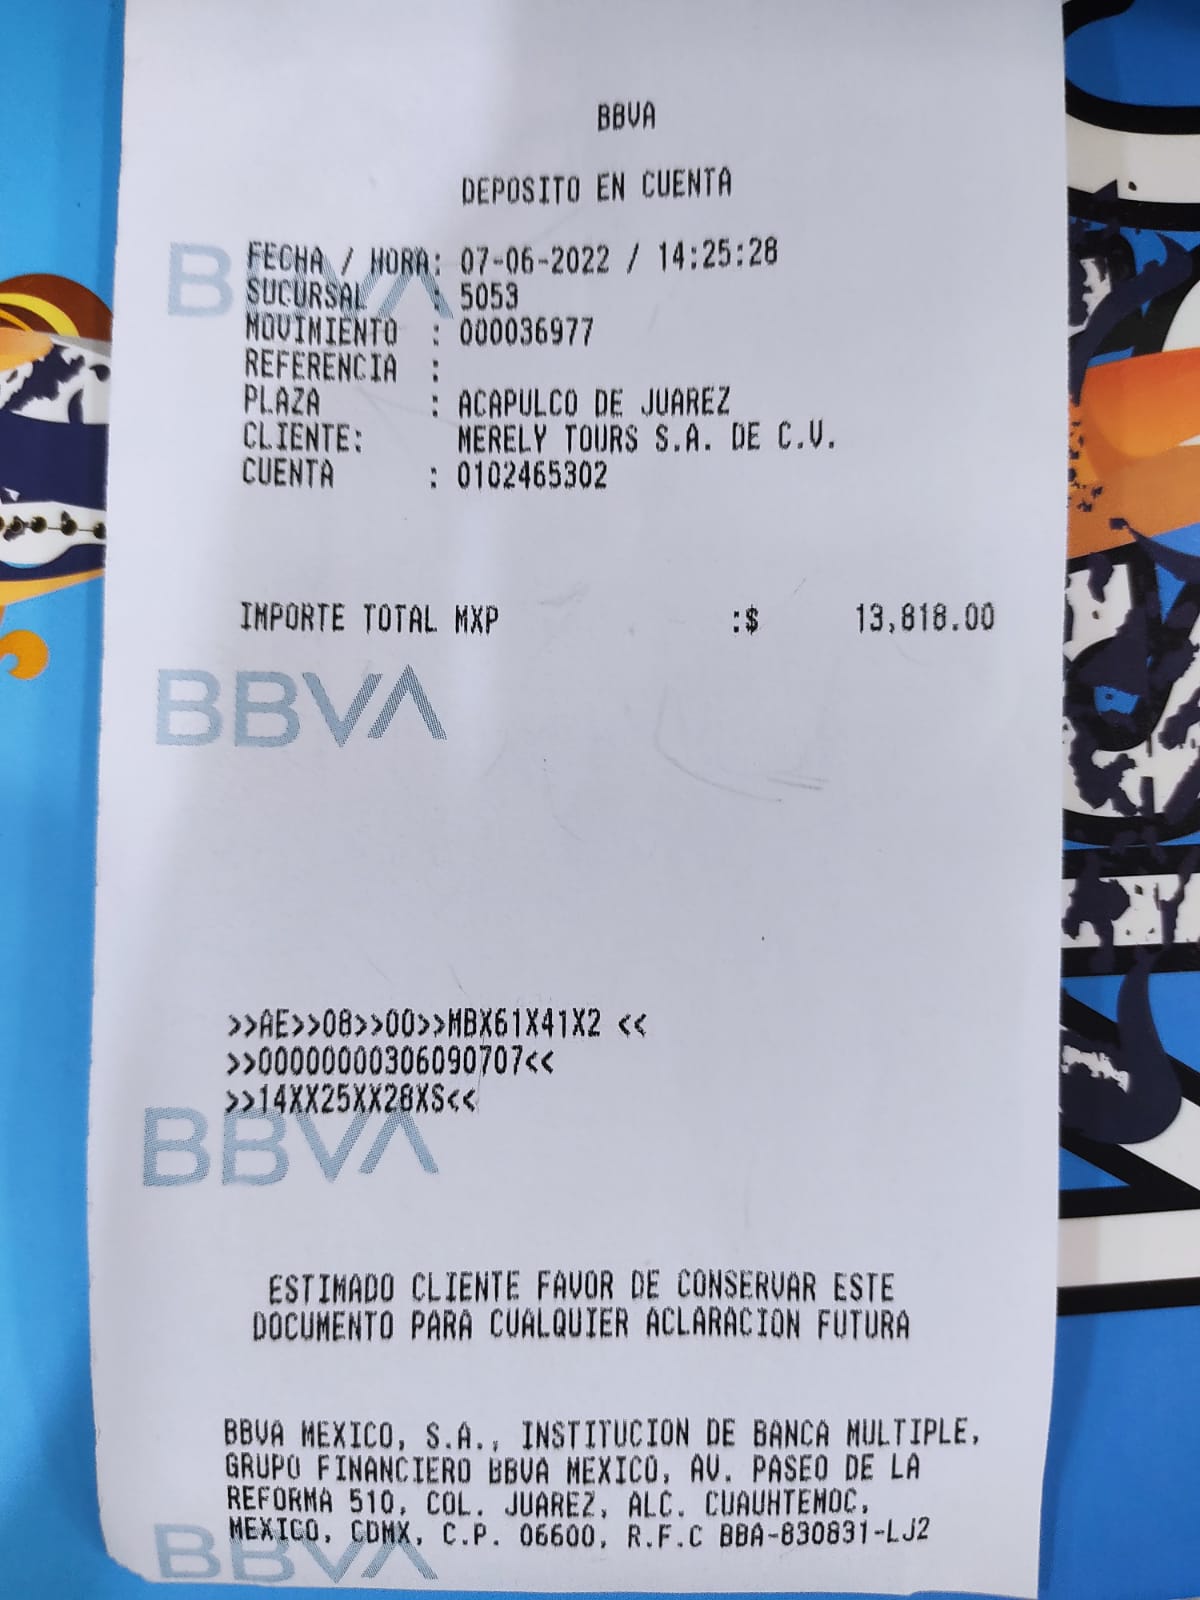 BBVA
DEPOSITO EN CUENTA
FECHA / HORA: 07-06-2022 / 14:25:28
SUCURSAL : 5053
MOVIMIENTO : 000036977
REFERENCIA :
PLAZA : ACAPULCO DE JUAREZ
CLIENTE: MERELY TOURS S.A. DE C.V.
CUENTA : 0102465302
IMPORTE TOTAL MXP :$ 13,818.00
BBVA
>>AE>>08>>00>>MBX61X41X2 <<
>>00000000306090707<<
>>14XX25XX28XS<<
BBVA
ESTIMADO CLIENTE FAVOR DE CONSERVAR ESTE
DOCUMENTO PARA CUALQUIER ACLARACION FUTURA
BBVA MEXICO, S.A., INSTITUCION DE BANCA MULTIPLE,
GRUPO FINANCIERO BBVA MEXICO, AV. PASEO DE LA
REFORMA 510, COL. JUAREZ, ALC. CUAUHTEMOC,
MEXICO, CDMX, C.P. 06600, R.F.C BBA-830831-LJ2
BBVA